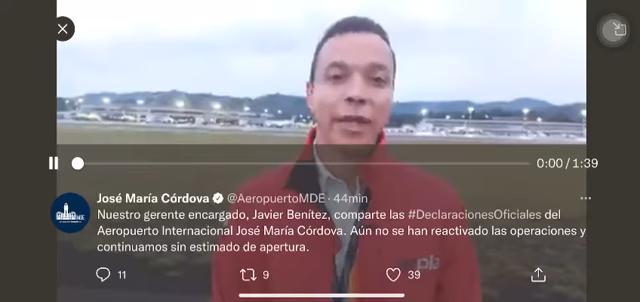 0:00/1:39
José María Córdova @AeropuertoMDE · 44min
Nuestro gerente encargado, Javier Benítez, comparte las #DeclaracionesOficiales del
Aeropuerto Internacional José María Córdova. Aún no se han reactivado las operaciones y
continuamos sin estimado de apertura.
11 9 39